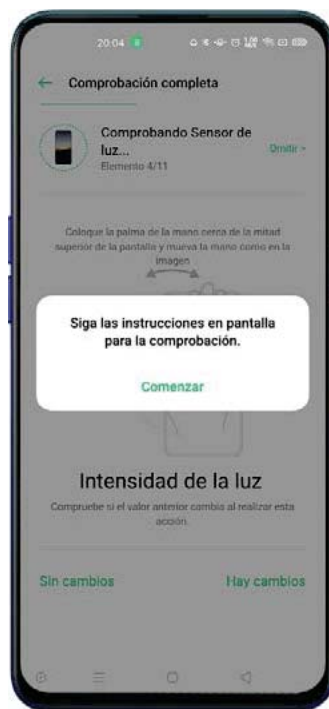 20:04
← Comprobación completa
Comprobando Sensor de
luz...
Omitir >
Elemento 4/11
Coloque la palma de la mano cerca de la mitad
superior de la pantalla y mueva la mano como en la
imagen
Siga las instrucciones en pantalla
para la comprobación.
Comenzar
Intensidad de la luz
Compruebe si el valor anterior cambia al realizar esta
acción.
Sin cambios
Hay cambios